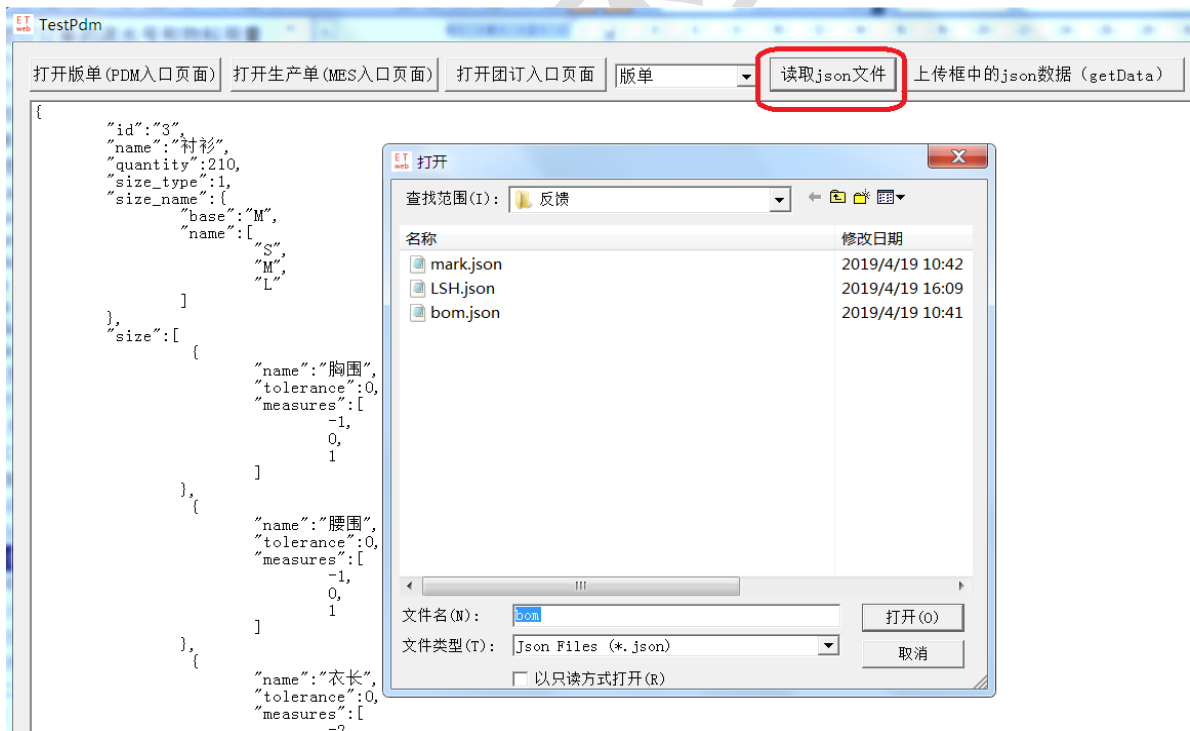 ET web TestPdm
打开版单(PDM入口页面) 打开生产单(MES入口页面) 打开团订入口页面 版单 读取json文件 上传框中的json数据（getData）
{
"id":"3",
"name":"衬衫",
"quantity":210,
"size_type":1,
"size_name":{
"base":"M",
"name":[
"S",
"M",
"L"
]
},
"size":[
{
"name":"胸围",
"tolerance":0,
"measures":[
-1,
0,
1
]
},
{
"name":"腰围",
"tolerance":0,
"measures":[
-1,
0,
1
]
},
{
"name":"衣长",
"tolerance":0,
"measures":[
ET web 打开
查找范围(I): 反馈
名称 修改日期
mark.json 2019/4/19 10:42
LSH.json 2019/4/19 16:09
bom.json 2019/4/19 10:41
文件名(N): bom 打开(O)
文件类型(T): Json Files (*.json) 取消
以只读方式打开(R)